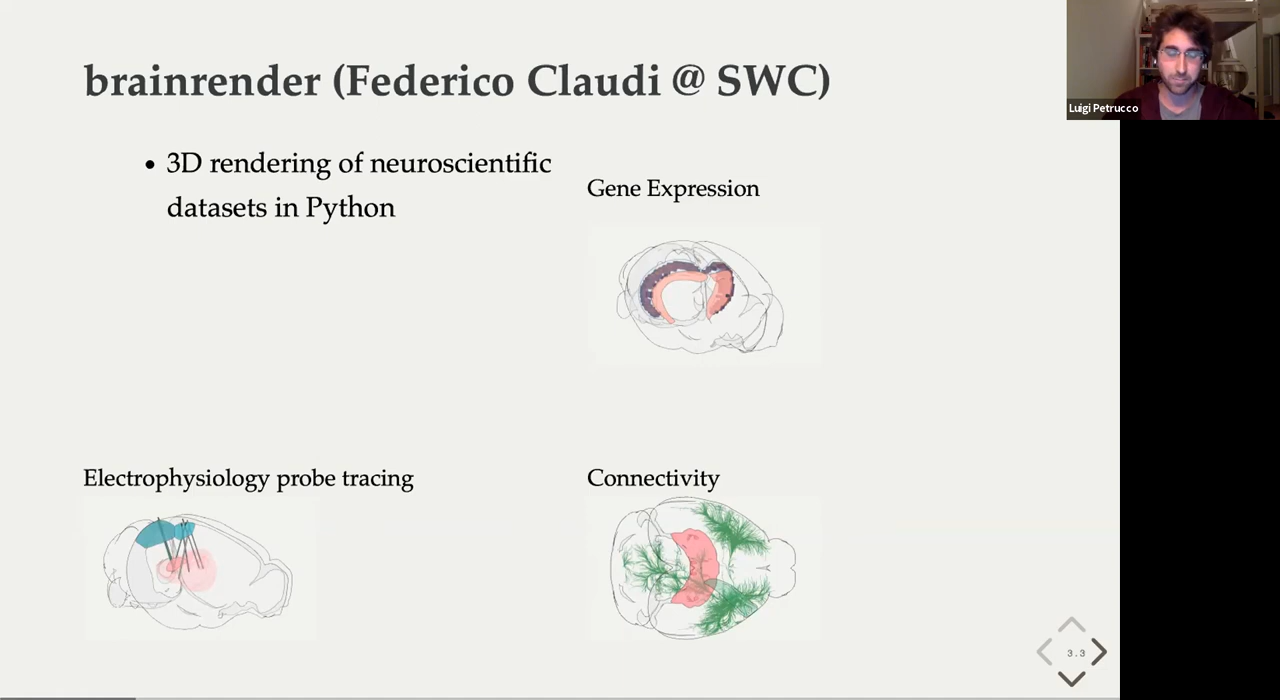 brainrender (Federico Claudi @ SWC)
Luigi Petrucco
• 3D rendering of neuroscientific
datasets in Python
Gene Expression
Electrophysiology probe tracing
Connectivity
3.3